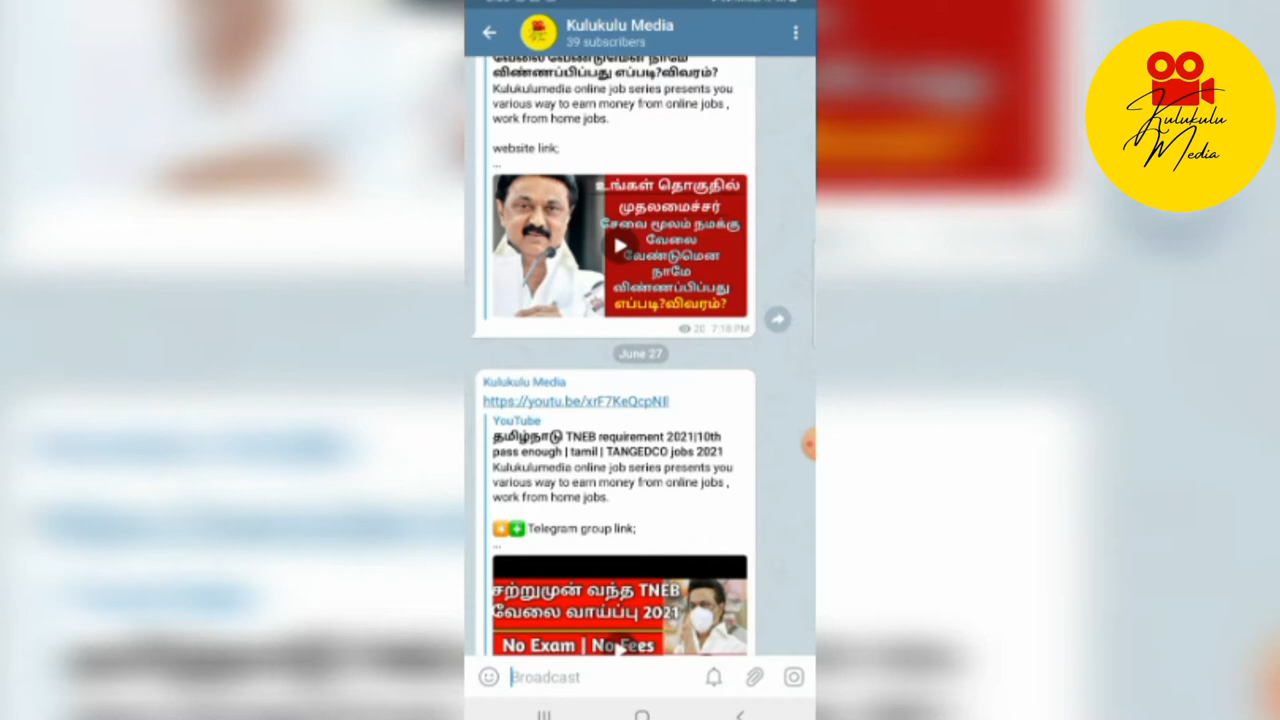 Kulukulu Media
39 subscribers
வேலை வேண்டுமென நாமே
விண்ணப்பிப்பது எப்படி?விவரம்?
Kulukulumedia online job series presents you
various way to earn money from online jobs ,
work from home jobs.
website link;
...
உங்கள் தொகுதில்
முதலமைச்சர்
சேவை மூலம் நமக்கு
வேலை
வேண்டுமென
நாமே
விண்ணப்பிப்பது
எப்படி?விவரம்?
20 7:18 PM
June 27
Kulukulu Media
https://youtu.be/xrF7KeQcpNI
YouTube
தமிழ்நாடு TNEB requirement 2021|10th
pass enough | tamil | TANGEDCO jobs 2021
Kulukulumedia online job series presents you
various way to earn money from online jobs ,
work from home jobs.
Telegram group link;
...
சற்றுமுன் வந்த TNEB
வேலை வாய்ப்பு 2021
No Exam | No Fees
Broadcast
Kulukulu
Media